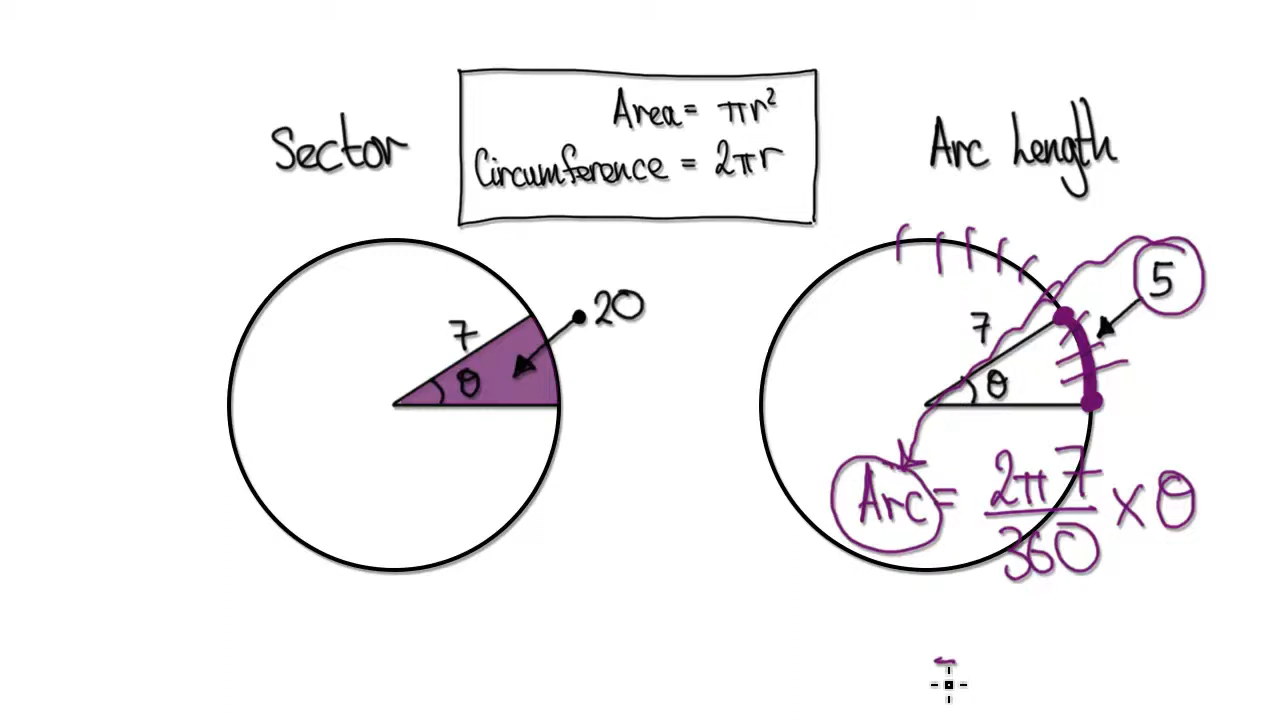 Sector
Area = πr²
Circumference = 2πr
Arc Length
7
θ
20
7
θ
5
Arc = 2π7/360 × θ